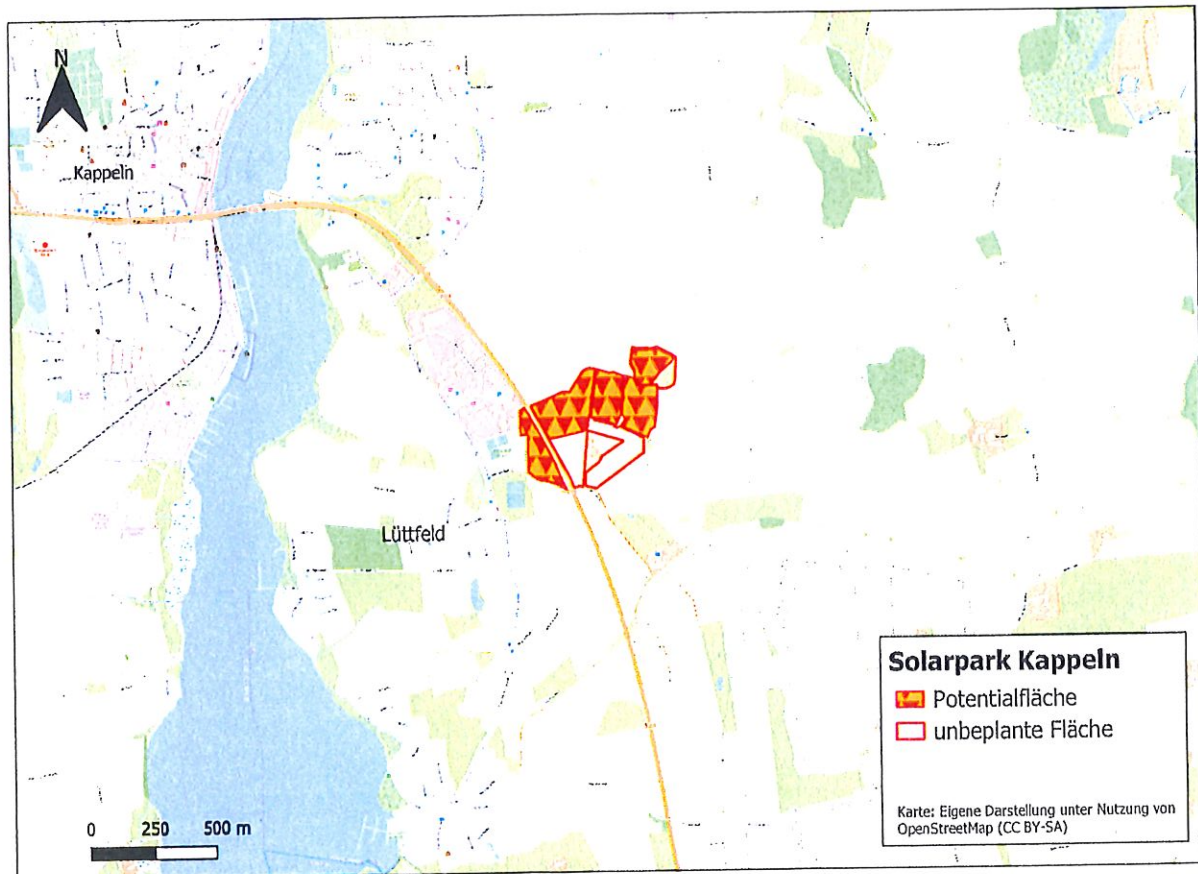 N
Kappeln
Lüttfeld
0 250 500 m
Solarpark Kappeln
Potentialfläche
unbeplante Fläche
Karte: Eigene Darstellung unter Nutzung von
OpenStreetMap (CC BY-SA)